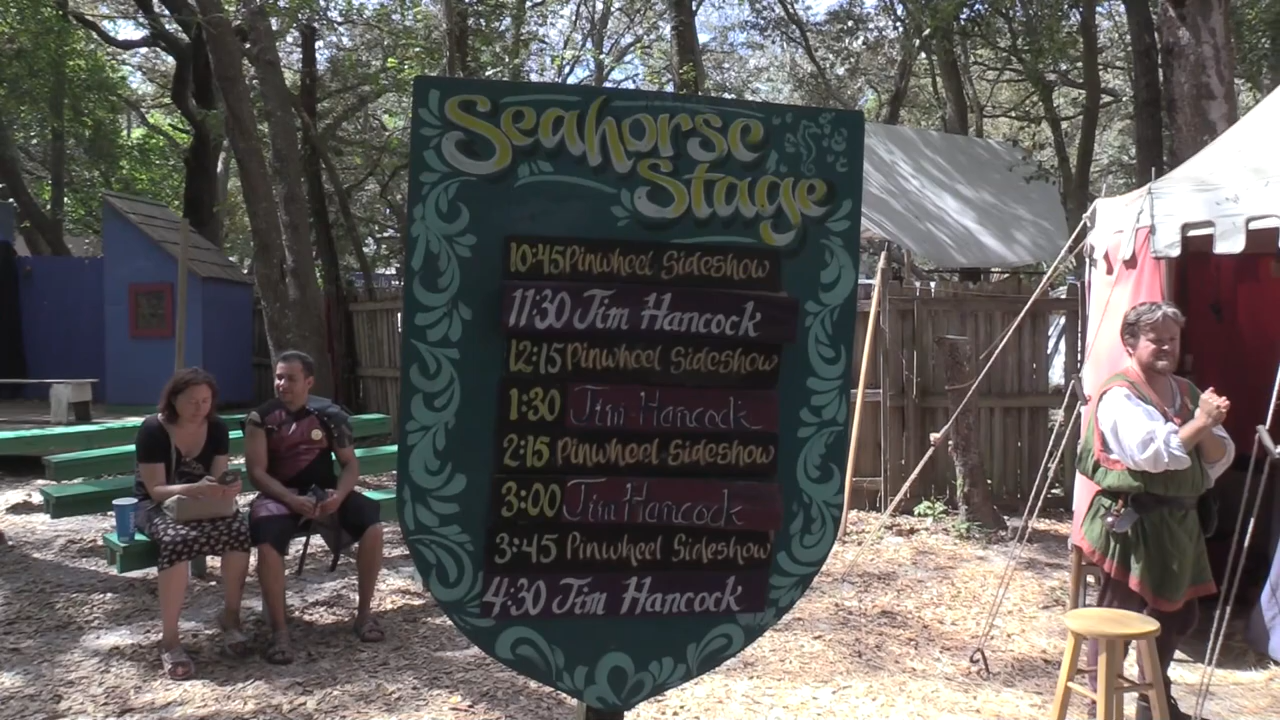 Seahorse
Stage
10:45 Pinwheel Sideshow
11:30 Jim Hancock
12:15 Pinwheel Sideshow
1:30 Jim Hancock
2:15 Pinwheel Sideshow
3:00 Jim Hancock
3:45 Pinwheel Sideshow
4:30 Jim Hancock